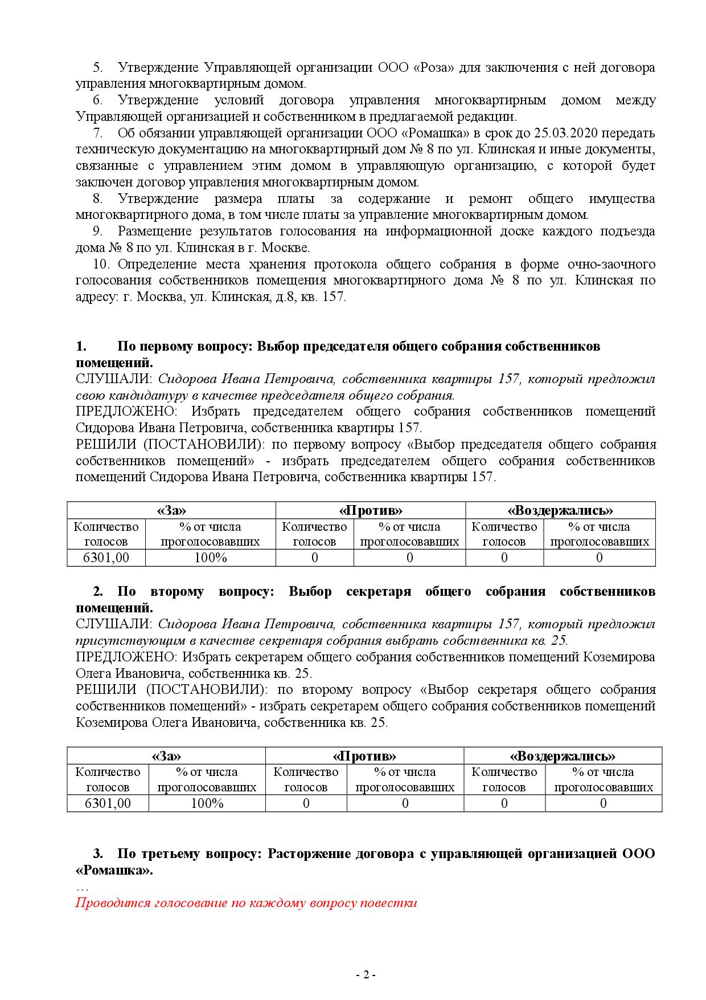 5. Утверждение Управляющей организации ООО «Роза» для заключения с ней договора
управления многоквартирным домом.
6. Утверждение условий договора управления многоквартирным домом между
Управляющей организацией и собственником в предлагаемой редакции.
7. Об обязании управляющей организации ООО «Ромашка» в срок до 25.03.2020 передать
техническую документацию на многоквартирный дом № 8 по ул. Клинская и иные документы,
связанные с управлением этим домом в управляющую организацию, с которой будет
заключен договор управления многоквартирным домом.
8. Утверждение размера платы за содержание и ремонт общего имущества
многоквартирного дома, в том числе платы за управление многоквартирным домом.
9. Размещение результатов голосования на информационной доске каждого подъезда
дома № 8 по ул. Клинская в г. Москве.
10. Определение места хранения протокола общего собрания в форме очно-заочного
голосования собственников помещения многоквартирного дома № 8 по ул. Клинская по
адресу: г. Москва, ул. Клинская, д.8, кв. 157.
1. По первому вопросу: Выбор председателя общего собрания собственников
помещений.
СЛУШАЛИ: Сидорова Ивана Петровича, собственника квартиры 157, который предложил
свою кандидатуру в качестве председателя общего собрания.
ПРЕДЛОЖЕНО: Избрать председателем общего собрания собственников помещений
Сидорова Ивана Петровича, собственника квартиры 157.
РЕШИЛИ (ПОСТАНОВИЛИ): по первому вопросу «Выбор председателя общего собрания
собственников помещений» - избрать председателем общего собрания собственников
помещений Сидорова Ивана Петровича, собственника квартиры 157.
«За» «Против» «Воздержались»
Количество % от числа Количество % от числа Количество % от числа
голосов проголосовавших голосов проголосовавших голосов проголосовавших
6301,00 100% 0 0 0 0
2. По второму вопросу: Выбор секретаря общего собрания собственников
помещений.
СЛУШАЛИ: Сидорова Ивана Петровича, собственника квартиры 157, который предложил
присутствующим в качестве секретаря собрания выбрать собственника кв. 25.
ПРЕДЛОЖЕНО: Избрать секретарем общего собрания собственников помещений Коземирова
Олега Ивановича, собственника кв. 25.
РЕШИЛИ (ПОСТАНОВИЛИ): по второму вопросу «Выбор секретаря общего собрания
собственников помещений» - избрать секретарем общего собрания собственников помещений
Коземирова Олега Ивановича, собственника кв. 25.
«За» «Против» «Воздержались»
Количество % от числа Количество % от числа Количество % от числа
голосов проголосовавших голосов проголосовавших голосов проголосовавших
6301,00 100% 0 0 0 0
3. По третьему вопросу: Расторжение договора с управляющей организацией ООО
«Ромашка».
…
Проводится голосование по каждому вопросу повестки
- 2 -